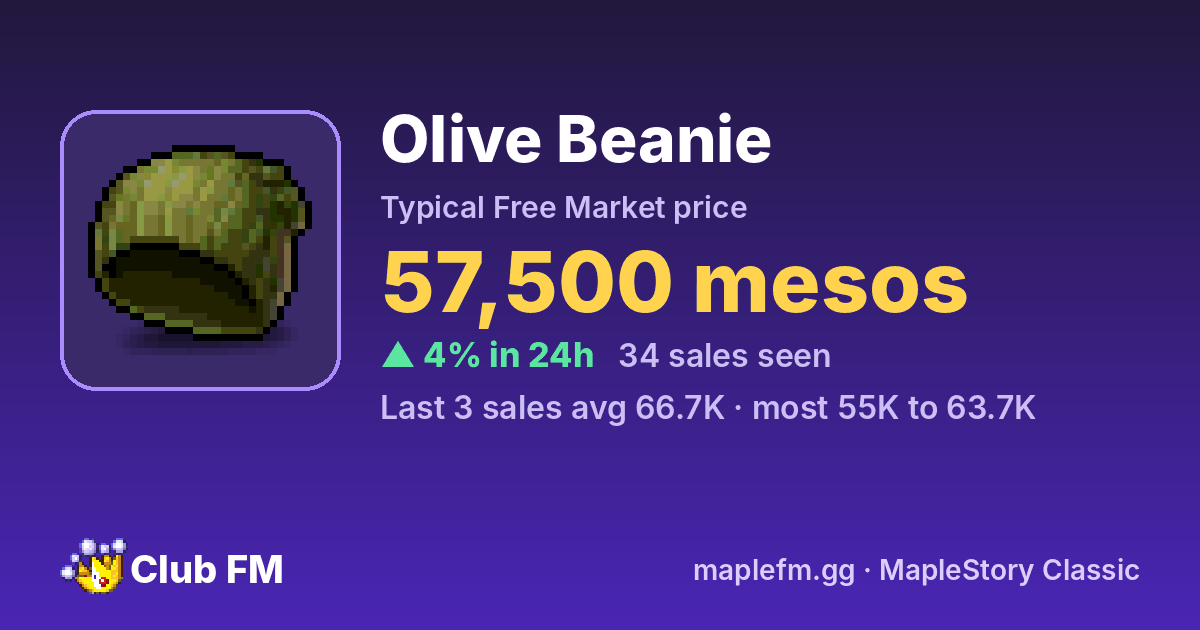 Olive Beanie
Typical Free Market price
57,500 mesos
▲ 4% in 24h 34 sales seen
Last 3 sales avg 66.7K · most 55K to 63.7K
Club FM
maplefm.gg · MapleStory Classic